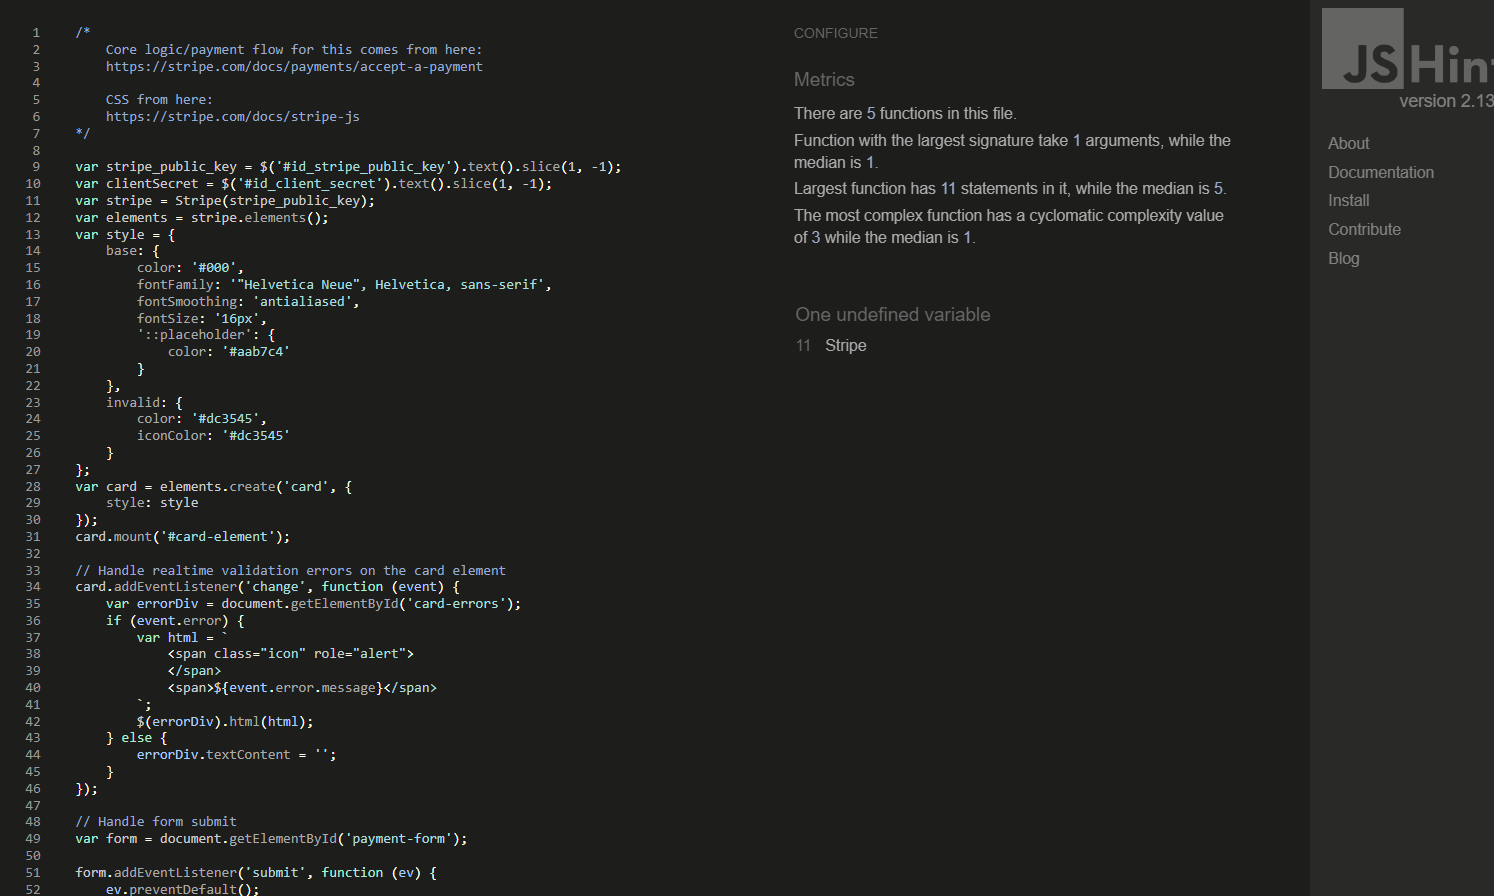 1 /*
2 Core logic/payment flow for this comes from here:
3 https://stripe.com/docs/payments/accept-a-payment
4
5 CSS from here:
6 https://stripe.com/docs/stripe-js
7 */
8
9 var stripe_public_key = $('#id_stripe_public_key').text().slice(1, -1);
10 var clientSecret = $('#id_client_secret').text().slice(1, -1);
11 var stripe = Stripe(stripe_public_key);
12 var elements = stripe.elements();
13 var style = {
14 base: {
15 color: '#000',
16 fontFamily: '"Helvetica Neue", Helvetica, sans-serif',
17 fontSmoothing: 'antialiased',
18 fontSize: '16px',
19 '::placeholder': {
20 color: '#aab7c4'
21 }
22 },
23 invalid: {
24 color: '#dc3545',
25 iconColor: '#dc3545'
26 }
27 };
28 var card = elements.create('card', {
29 style: style
30 });
31 card.mount('#card-element');
32
33 // Handle realtime validation errors on the card element
34 card.addEventListener('change', function (event) {
35 var errorDiv = document.getElementById('card-errors');
36 if (event.error) {
37 var html = `
38 <span class="icon" role="alert">
39 </span>
40 <span>${event.error.message}</span>
41 `;
42 $(errorDiv).html(html);
43 } else {
44 errorDiv.textContent = '';
45 }
46 });
47
48 // Handle form submit
49 var form = document.getElementById('payment-form');
50
51 form.addEventListener('submit', function (ev) {
52 ev.preventDefault();
CONFIGURE
Metrics
There are 5 functions in this file.
Function with the largest signature take 1 arguments, while the
median is 1.
Largest function has 11 statements in it, while the median is 5.
The most complex function has a cyclomatic complexity value
of 3 while the median is 1.
One undefined variable
11 Stripe
JSHint
version 2.13
About
Documentation
Install
Contribute
Blog